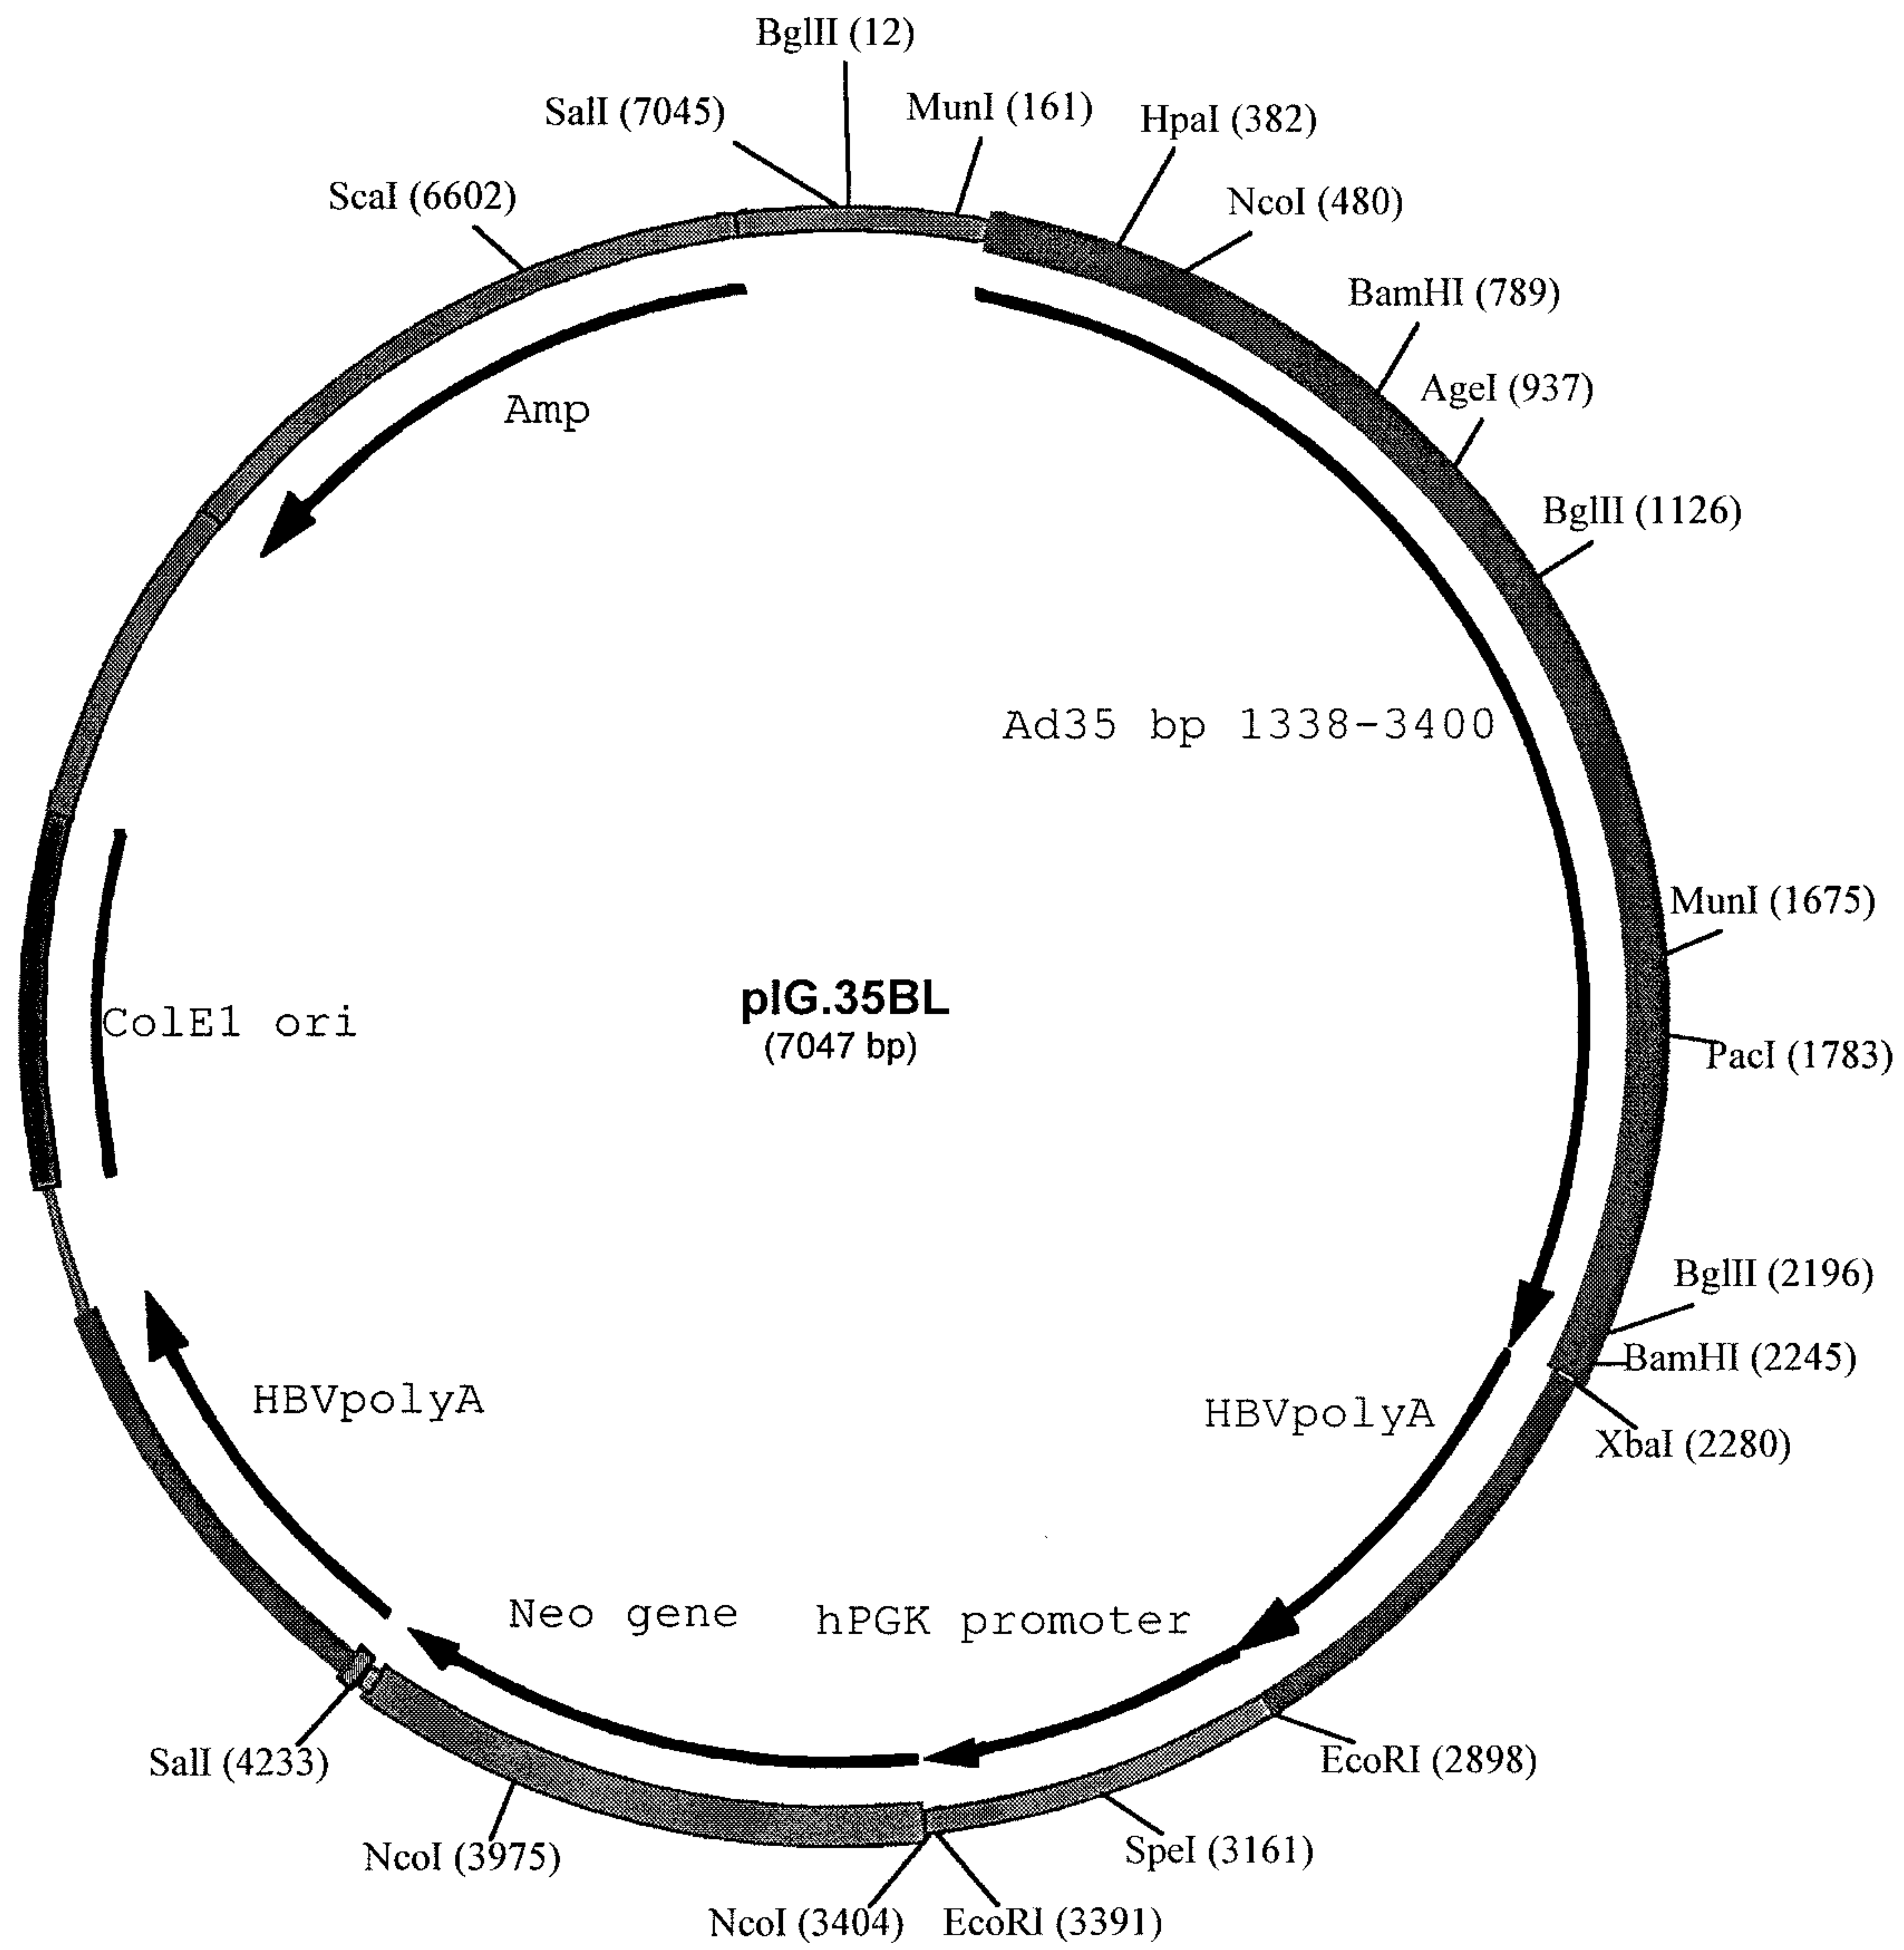 BglII (12)
SalI (7045)
MunI (161)
HpaI (382)
ScaI (6602)
NcoI (480)
BamHI (789)
AgeI (937)
Amp
BglII (1126)
Ad35 bp 1338-3400
MunI (1675)
pIG.35BL
(7047 bp)
ColE1 ori
PacI (1783)
BglII (2196)
BamHI (2245)
HBVpolyA
HBVpolyA
XbaI (2280)
Neo gene
hPGK promoter
SalI (4233)
EcoRI (2898)
NcoI (3975)
SpeI (3161)
NcoI (3404)
EcoRI (3391)